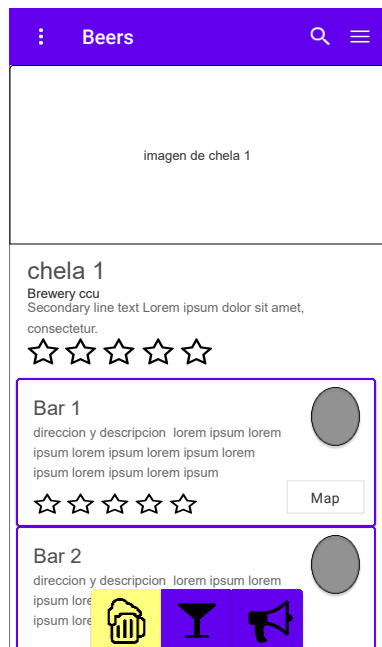 Beers
imagen de chela 1
chela 1
Brewery ccu
Secondary line text Lorem ipsum dolor sit amet,
consectetur.
Bar 1
direccion y descripcion  lorem ipsum lorem
ipsum lorem ipsum lorem ipsum lorem
ipsum lorem ipsum lorem ipsum
Map
Bar 2
direccion y descripcion  lorem ipsum lorem
ipsum
ipsum